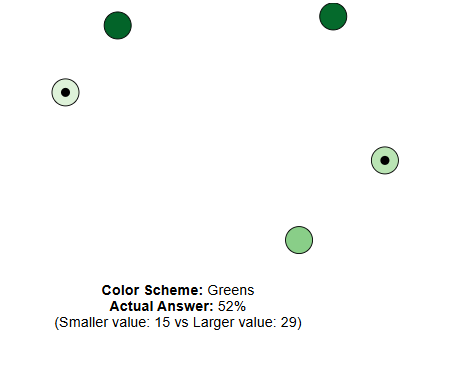 Color Scheme: Greens
Actual Answer: 52%
(Smaller value: 15 vs Larger value: 29)